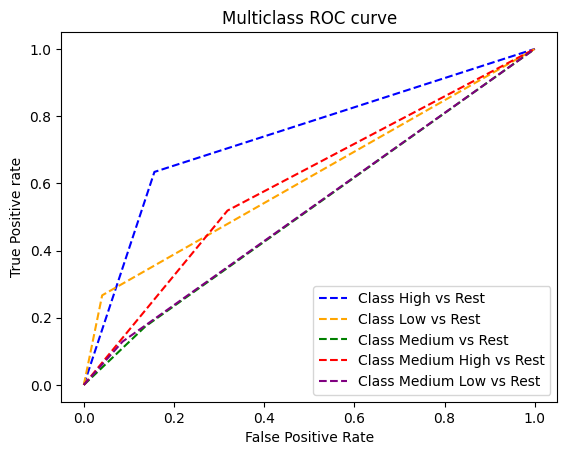 Multiclass ROC curve
True Positive rate
1.0
0.8
0.6
0.4
0.2
0.0
Class High vs Rest
Class Low vs Rest
Class Medium vs Rest
Class Medium High vs Rest
Class Medium Low vs Rest
0.0 0.2 0.4 0.6 0.8 1.0
False Positive Rate